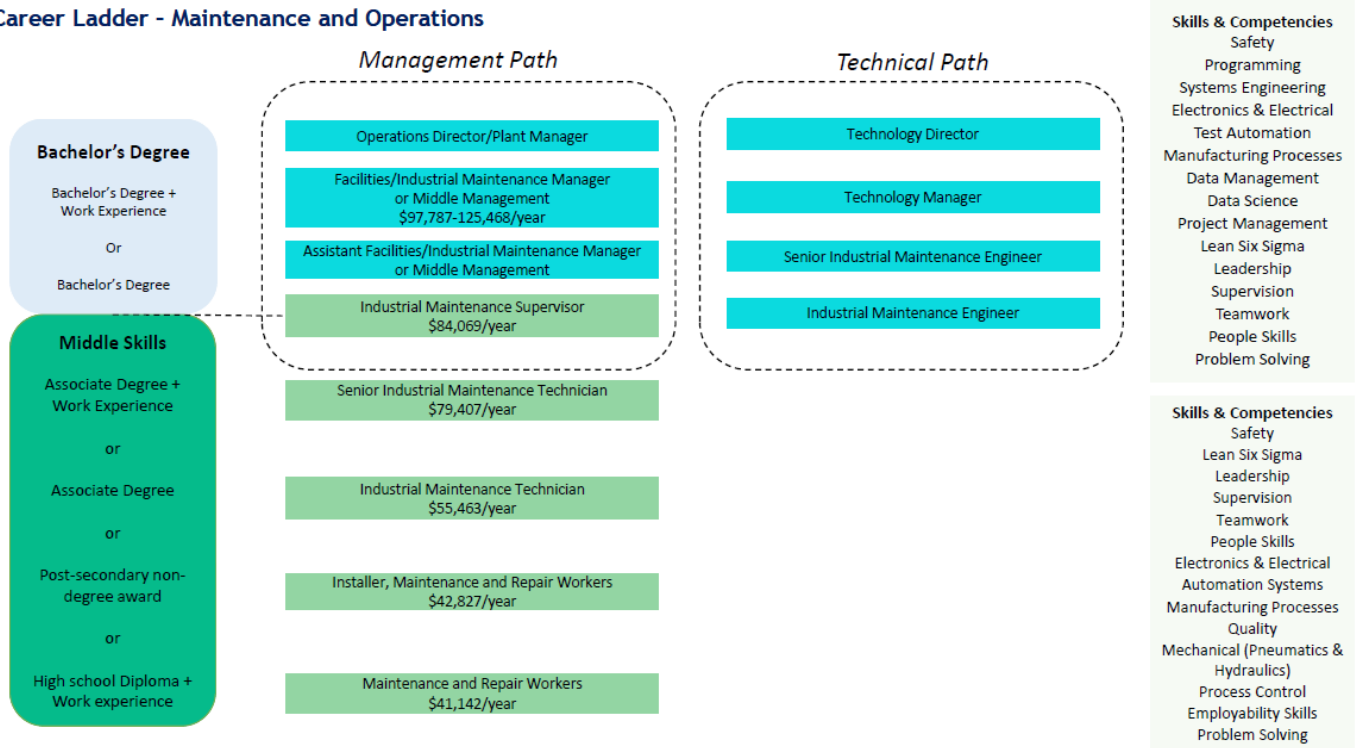 Career Ladder – Maintenance and Operations
Management Path
Technical Path
Bachelor's Degree
Bachelor's Degree +
Work Experience
Or
Bachelor's Degree
Middle Skills
Associate Degree +
Work Experience
or
Associate Degree
or
Post-secondary non-
degree award
or
High school Diploma +
Work experience
Operations Director/Plant Manager
Facilities/Industrial Maintenance Manager
or Middle Management
$97,787-125,468/year
Assistant Facilities/Industrial Maintenance Manager
or Middle Management
Industrial Maintenance Supervisor
$84,069/year
Senior Industrial Maintenance Technician
$79,407/year
Industrial Maintenance Technician
$55,463/year
Installer, Maintenance and Repair Workers
$42,827/year
Maintenance and Repair Workers
$41,142/year
Technology Director
Technology Manager
Senior Industrial Maintenance Engineer
Industrial Maintenance Engineer
Skills & Competencies
Safety
Programming
Systems Engineering
Electronics & Electrical
Test Automation
Manufacturing Processes
Data Management
Data Science
Project Management
Lean Six Sigma
Leadership
Supervision
Teamwork
People Skills
Problem Solving
Skills & Competencies
Safety
Lean Six Sigma
Leadership
Supervision
Teamwork
People Skills
Electronics & Electrical
Automation Systems
Manufacturing Processes
Quality
Mechanical (Pneumatics &
Hydraulics)
Process Control
Employability Skills
Problem Solving